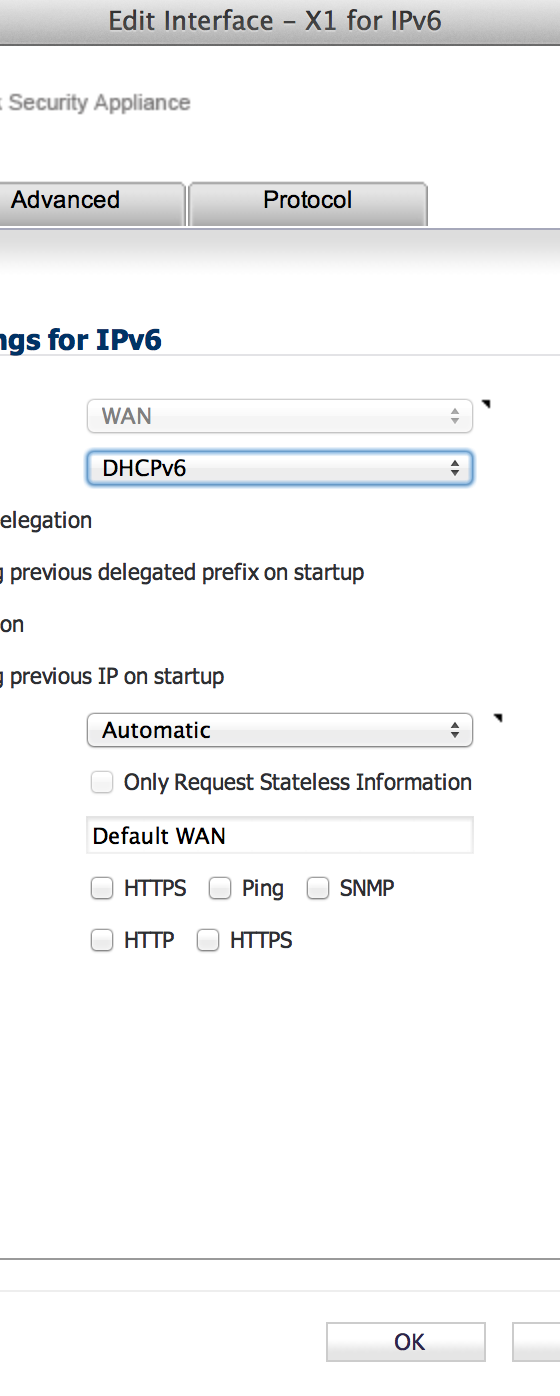 Edit Interface – X1 for IPv6
Security Appliance
Advanced
Protocol
ngs for IPv6
WAN
DHCPv6
elegation
g previous delegated prefix on startup
on
g previous IP on startup
Automatic
Only Request Stateless Information
Default WAN
HTTPS Ping SNMP
HTTP HTTPS
OK